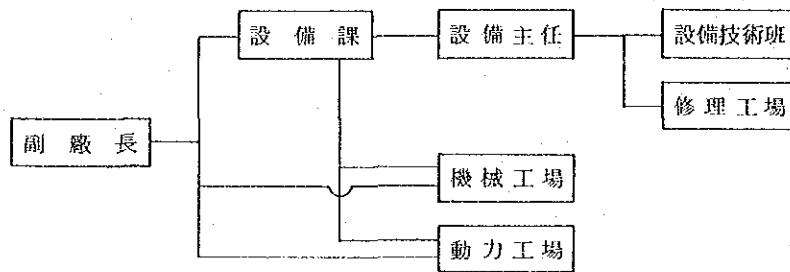 設備課
設備主任
設備技術班
修理工場
副廠長
機械工場
動力工場